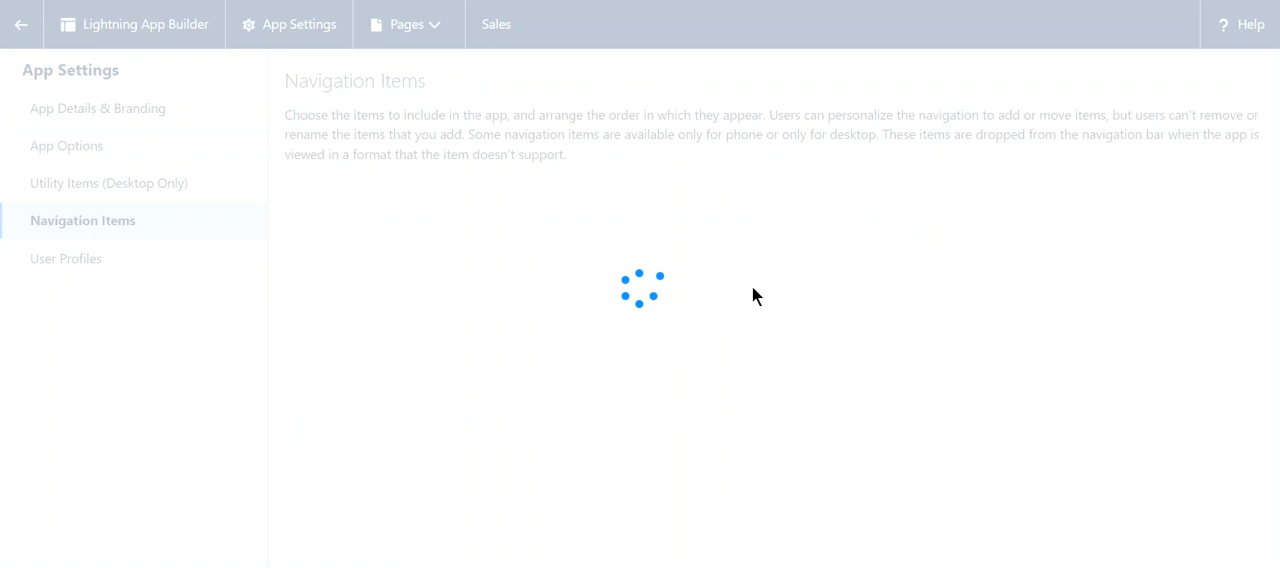 Lightning App Builder
App Settings
Pages
Sales
? Help
App Settings
App Details & Branding
App Options
Utility Items (Desktop Only)
Navigation Items
User Profiles
Navigation Items
Choose the items to include in the app, and arrange the order in which they appear. Users can personalize the navigation to add or move items, but users can't remove or
rename the items that you add. Some navigation items are available only for phone or only for desktop. These items are dropped from the navigation bar when the app is
viewed in a format that the item doesn't support.